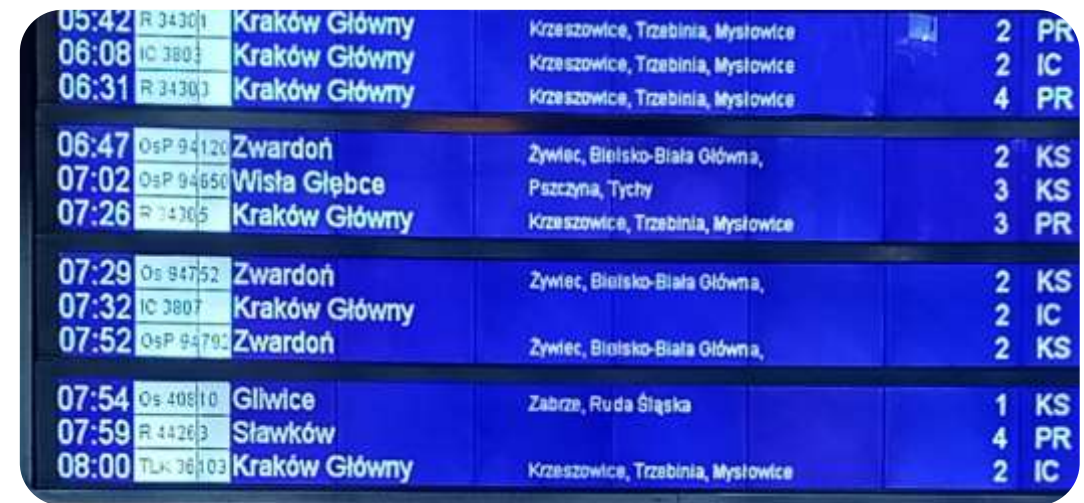 05:42 R 34301 Kraków Główny Krzeszowice, Trzebinia, Mysłowice 2 PR
06:08 IC 3803 Kraków Główny Krzeszowice, Trzebinia, Mysłowice 2 IC
06:31 R 34303 Kraków Główny Krzeszowice, Trzebinia, Mysłowice 4 PR
06:47 OsP 94120 Zwardoń Żywiec, Bielsko-Biała Główna, 2 KS
07:02 OsP 94650 Wisła Głębce Pszczyna, Tychy 3 KS
07:26 R 34305 Kraków Główny Krzeszowice, Trzebinia, Mysłowice 3 PR
07:29 Os 94752 Zwardoń Żywiec, Bielsko-Biała Główna, 2 KS
07:32 IC 3807 Kraków Główny 2 IC
07:52 OsP Zwardoń Żywiec, Bielsko-Biała Główna, 2 KS
07:54 Os 40810 Gliwice Zabrze, Ruda Śląska 1 KS
07:59 R 44263 Sławków 4 PR
08:00 TLK 36103 Kraków Główny Krzeszowice, Trzebinia, Mysłowice 2 IC